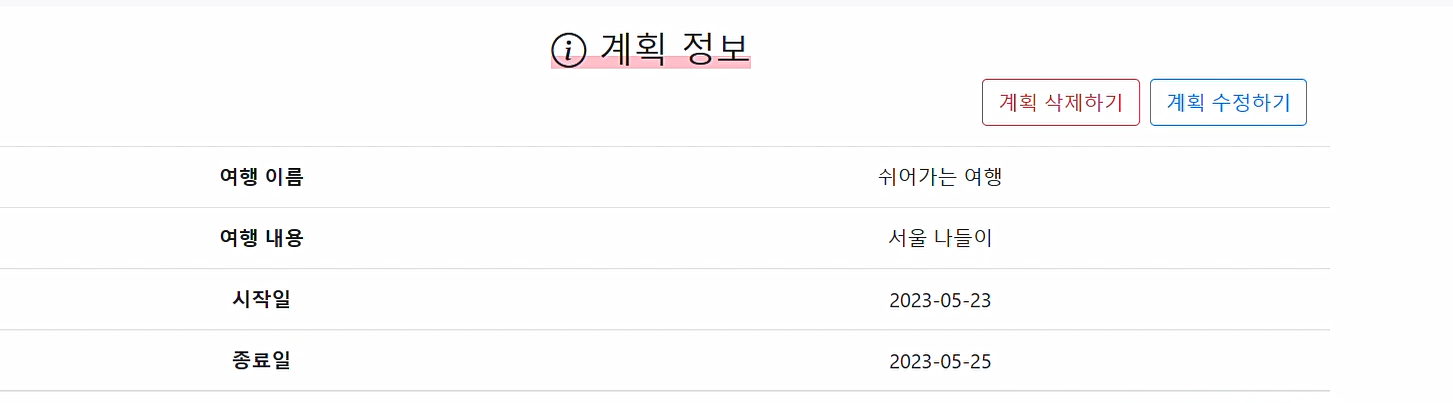 계획 정보
계획 삭제하기 계획 수정하기
여행 이름 쉬어가는 여행
여행 내용 서울 나들이
시작일 2023-05-23
종료일 2023-05-25